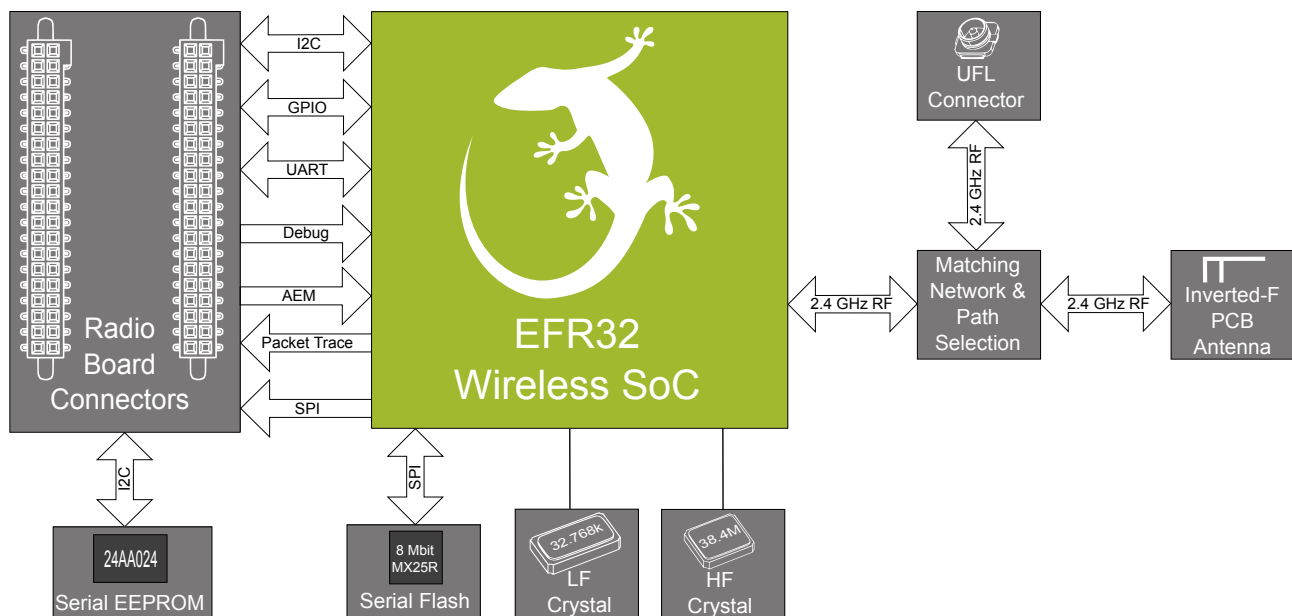 I2C
GPIO
UART
Debug
AEM
Packet Trace
SPI
Radio
Board
Connectors
EFR32
Wireless SoC
UFL
Connector
2.4 GHz RF
2.4 GHz RF
Matching
Network &
Path
Selection
2.4 GHz RF
Inverted-F
PCB
Antenna
I2C
24AA024
Serial EEPROM
SPI
8 Mbit
MX25R
Serial Flash
32.768k
LF
Crystal
38.4M
HF
Crystal